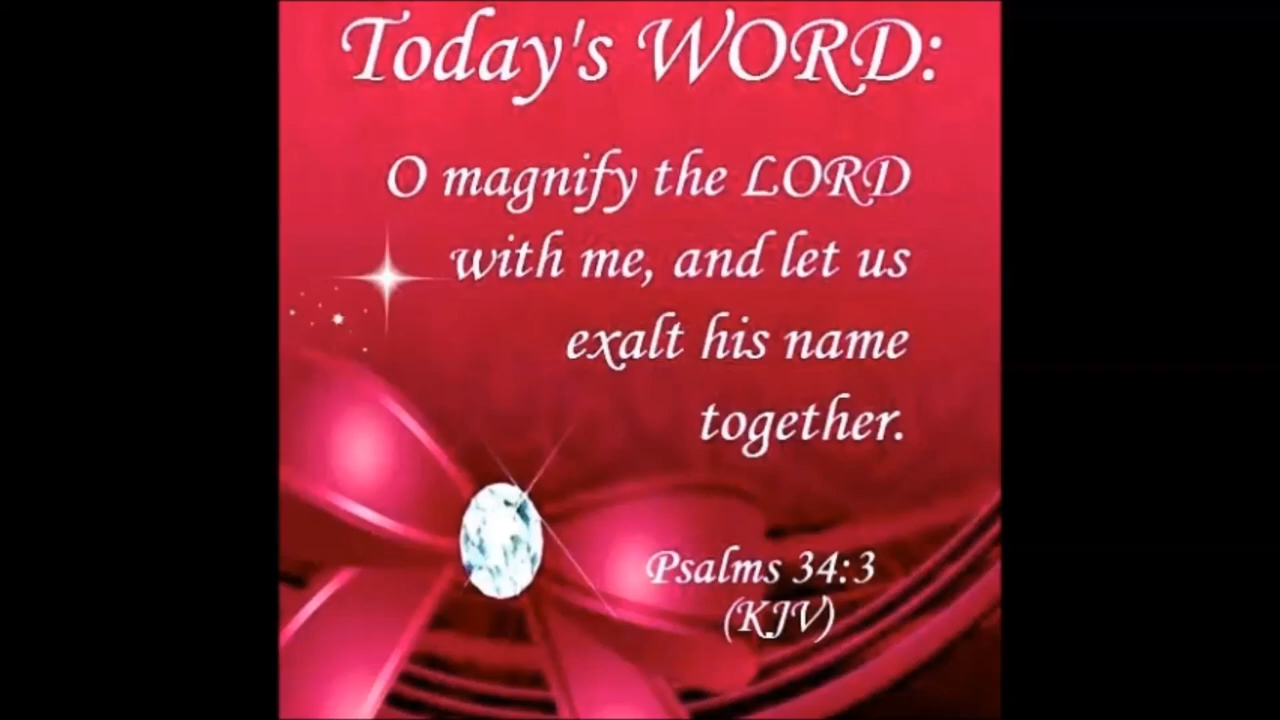 Today's WORD:
O magnify the LORD
with me, and let us
exalt his name
together.
Psalms 34:3
(KJV)